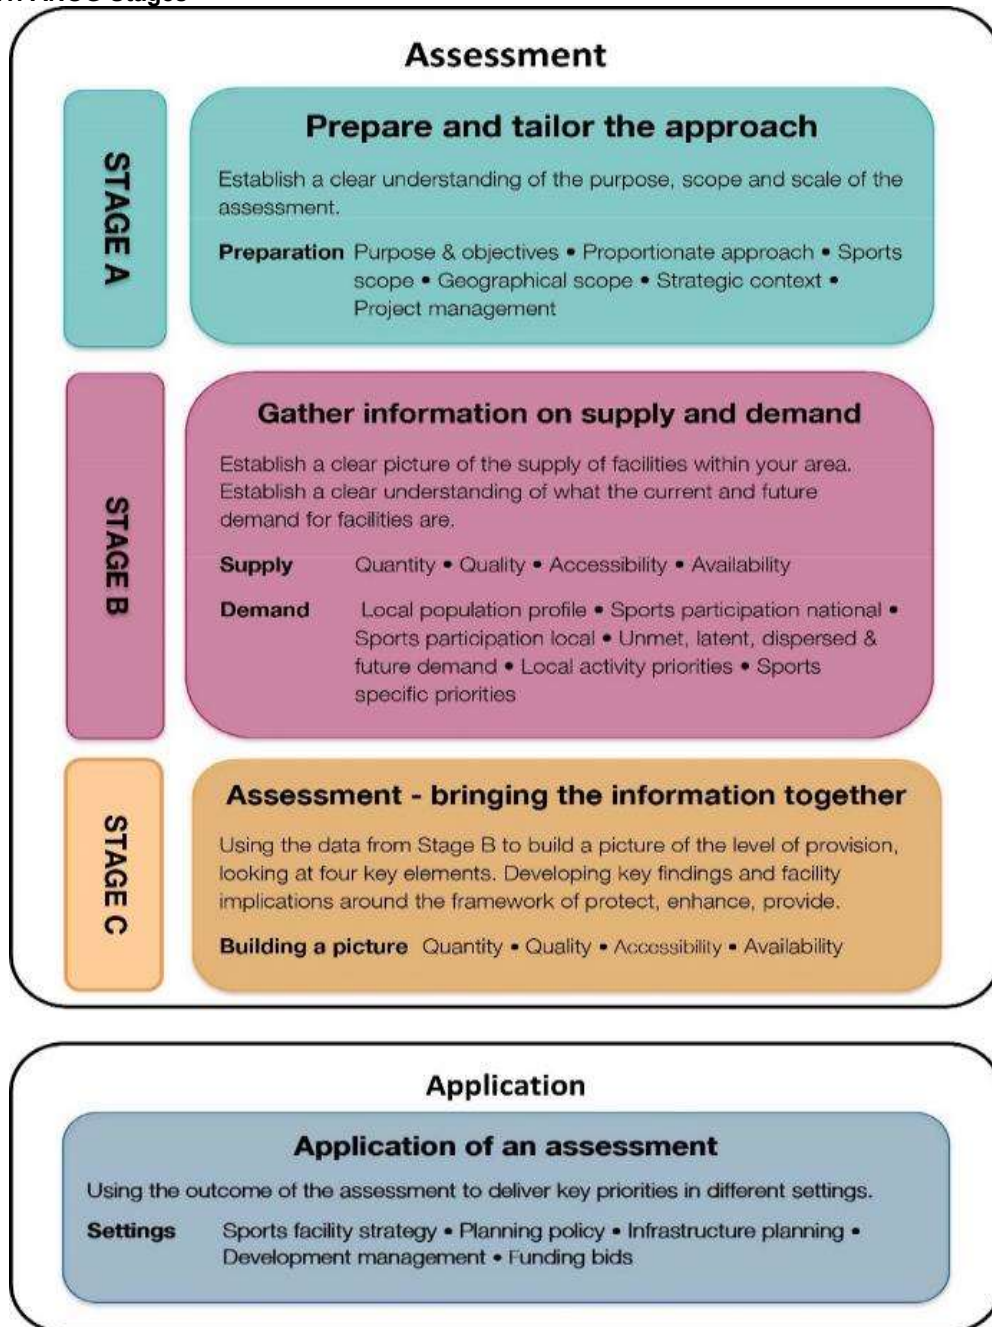 Assessment
STAGE A
Prepare and tailor the approach
Establish a clear understanding of the purpose, scope and scale of the
assessment.
Preparation Purpose & objectives • Proportionate approach • Sports
scope • Geographical scope • Strategic context •
Project management
STAGE B
Gather information on supply and demand
Establish a clear picture of the supply of facilities within your area.
Establish a clear understanding of what the current and future
demand for facilities are.
Supply Quantity • Quality • Accessibility • Availability
Demand Local population profile • Sports participation national •
Sports participation local • Unmet, latent, dispersed &
future demand • Local activity priorities • Sports
specific priorities
STAGE C
Assessment - bringing the information together
Using the data from Stage B to build a picture of the level of provision,
looking at four key elements. Developing key findings and facility
implications around the framework of protect, enhance, provide.
Building a picture Quantity • Quality • Accessibility • Availability
Application
Application of an assessment
Using the outcome of the assessment to deliver key priorities in different settings.
Settings Sports facility strategy • Planning policy • Infrastructure planning •
Development management • Funding bids